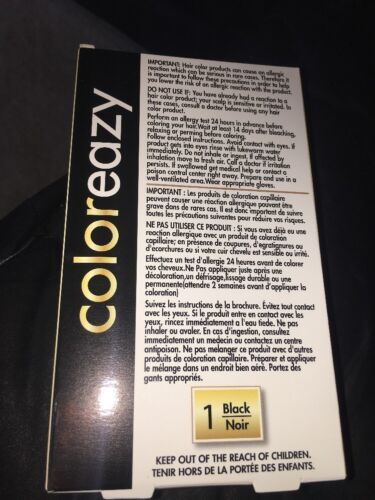 coloreazy
IMPORTANT: Hair color products can cause an allergic
reaction which can be serious in rare cases. Therefore it
is important to follow these precautions in order to help
you lower the risk of an allergic reaction with the product.
DO NOT USE IF: You have already had a reaction to a
hair color product; your scalp is sensitive or irritated. In
these cases, consult a doctor before using any hair
color product.
Perform an allergy test 24 hours in advance before
coloring your hair.Wait at least 14 days after bleaching,
relaxing or perming before coloring.
Follow enclosed instructions. Avoid contact with eyes. If
product gets into eyes rinse with lukewarm water
immediately. Do not inhale or ingest. If affected by
inhalation move to fresh air. Call a doctor if irritation
persists. If swallowed get medical help or contact a
poison control center right away. Prepare and use in a
well-ventilated area.Wear appropriate gloves.
IMPORTANT : Les produits de coloration capillaire
peuvent causer une réaction allergique pouvant être
grave dans de rares cas. Il est donc important de suivre
toutes les précautions suivantes pour réduire vos risques.
NE PAS UTILISER CE PRODUIT : Si vous avez déjà eu une
réaction allergique avec un produit de coloration
capillaire; en présence de coupures, d'égratignures ou
d'écorchures ou si votre cuir chevelu est sensible ou irrité.
Effectuez un test d'allergie 24 heures avant de colorer
vos cheveux.Ne Pas appliquer juste après une
décoloration,un défrisage,lissage durable ou une
permanente(attendre 2 semaines avant d'appliquer la
coloration)
Suivez les instructions de la brochure. Évitez tout contact
avec les yeux. Si le produit entre en contact avec les
yeux, rincez immédiatement a l'eau tiede. Ne pas
inhaler ou avaler. En cas d'ingestion, consultez
immediatement un medecin ou contactez un centre
antipoison. Ne pas melanger ce produit avec d'autres
produits de coloration capillaire. Préparer et appliquer
le mélange dans un endroit bien aéré. Portez des
gants appropriés.
1 Black
Noir
KEEP OUT OF THE REACH OF CHILDREN.
TENIR HORS DE LA PORTÉE DES ENFANTS.